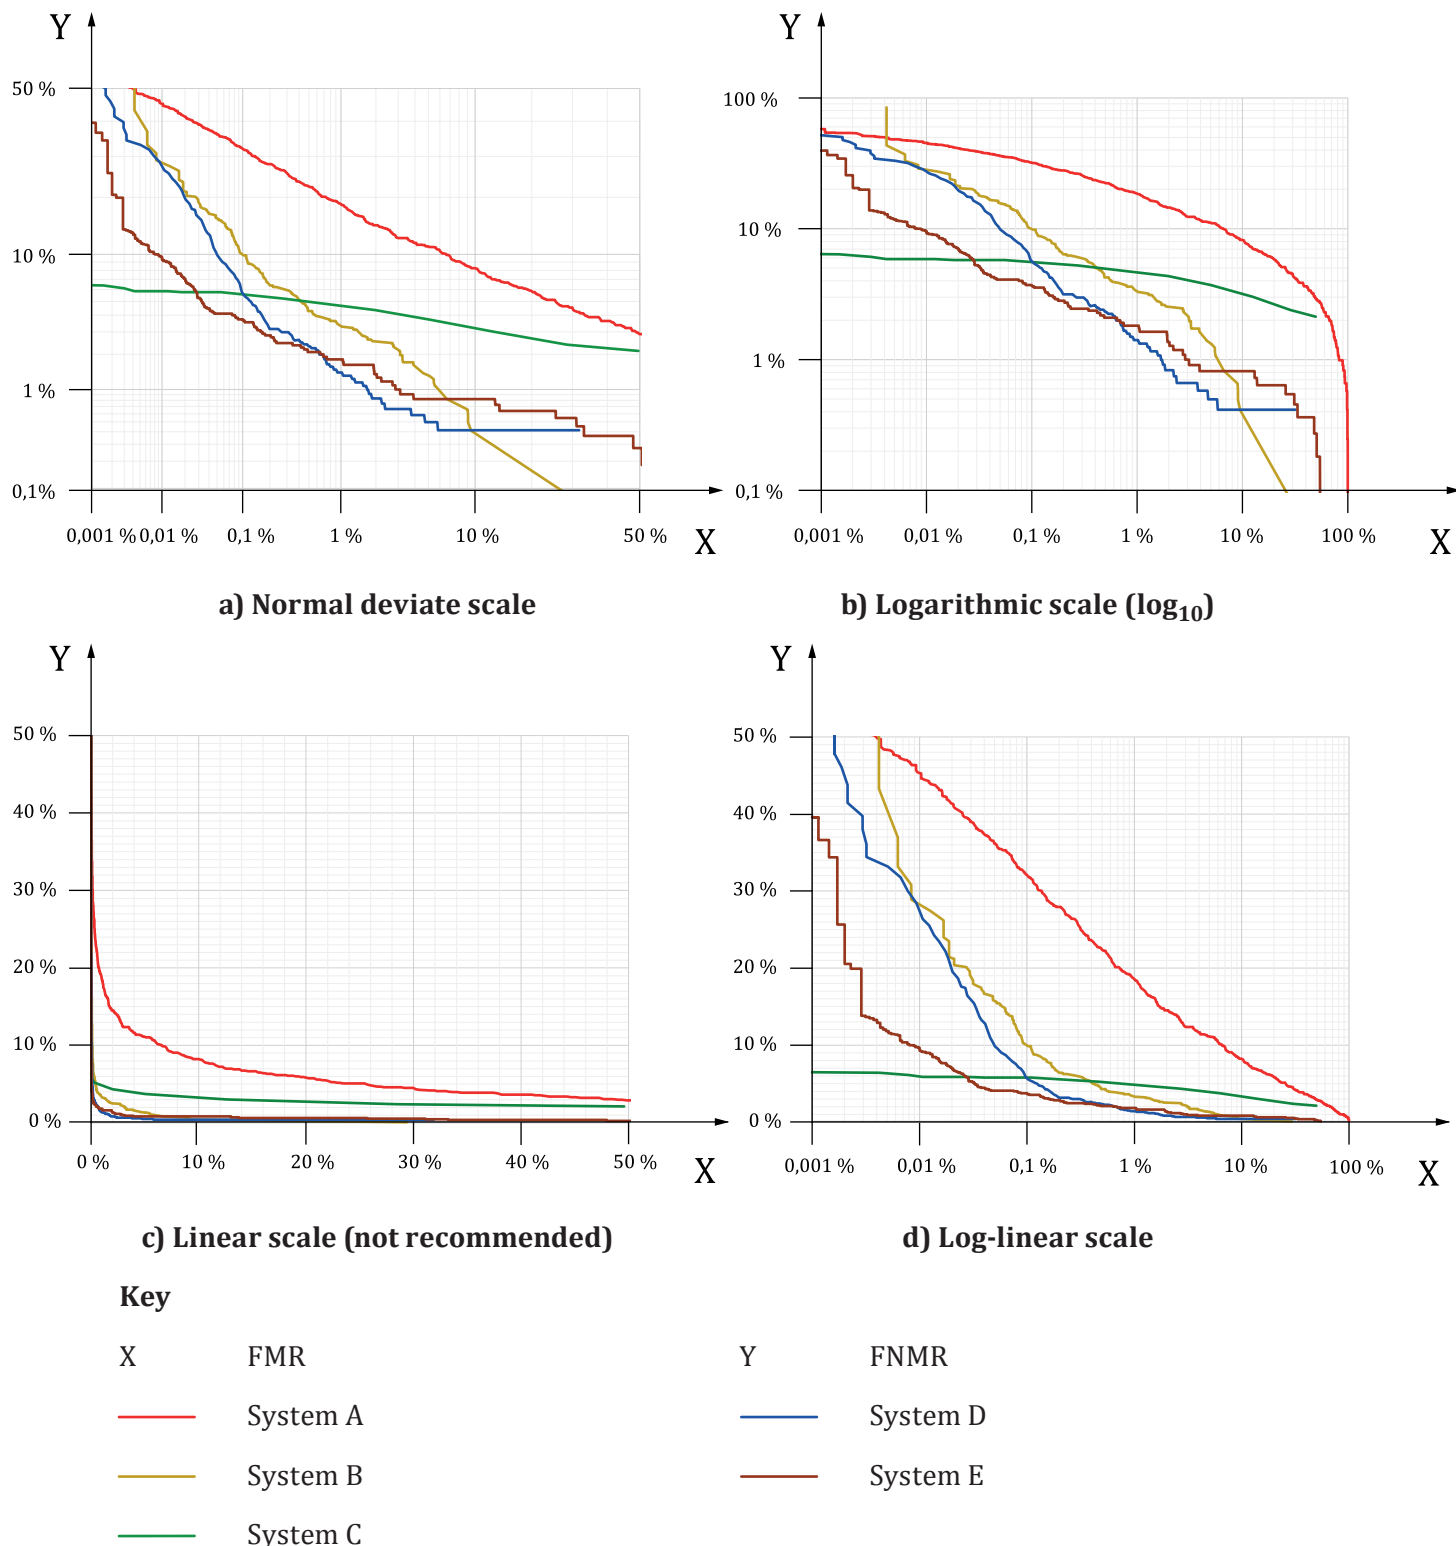 Y
50 %
10 %
1 %
0,1%
0,001 % 0,01 % 0,1 % 1 % 10 % 50 % X
a) Normal deviate scale
Y
100 %
10 %
1 %
0,1 %
0,001 % 0,01 % 0,1 % 1 % 10 % 100 % X
b) Logarithmic scale (log10)
Y
50 %
40 %
30 %
20 %
10 %
0 %
0 % 10 % 20 % 30 % 40 % 50 % X
c) Linear scale (not recommended)
Y
50 %
40 %
30 %
20 %
10 %
0 %
0,001 % 0,01 % 0,1 % 1 % 10 % 100 % X
d) Log-linear scale
Key
X FMR Y FNMR
System A System D
System B System E
System C